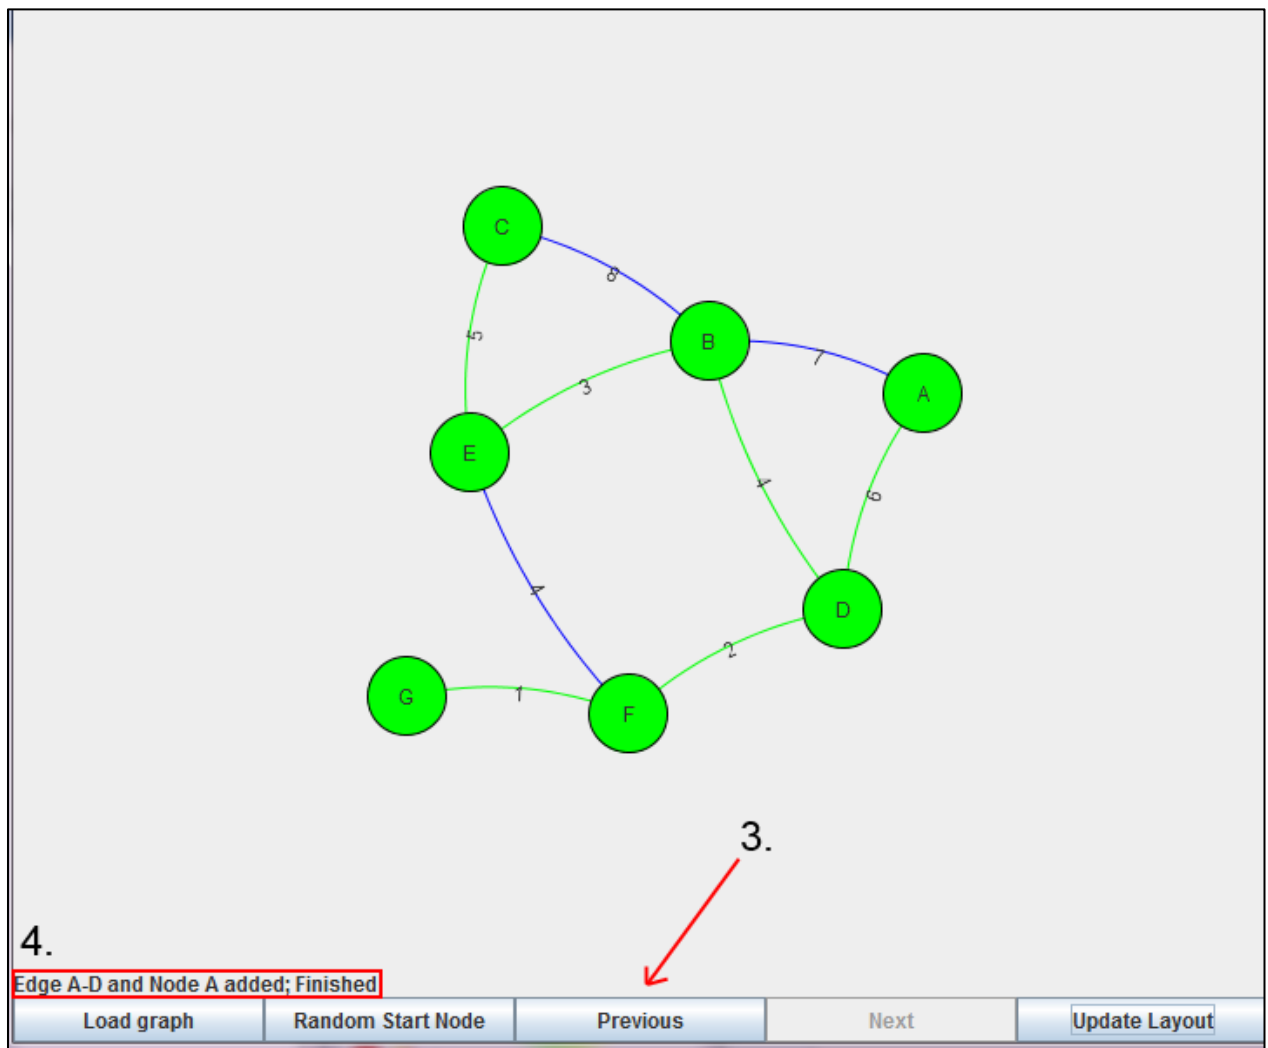 C
8
B
7
A
5
3
E
4
6
4
D
2
G
1
F
3.
4.
Edge A-D and Node A added; Finished
Load graph Random Start Node Previous Next Update Layout